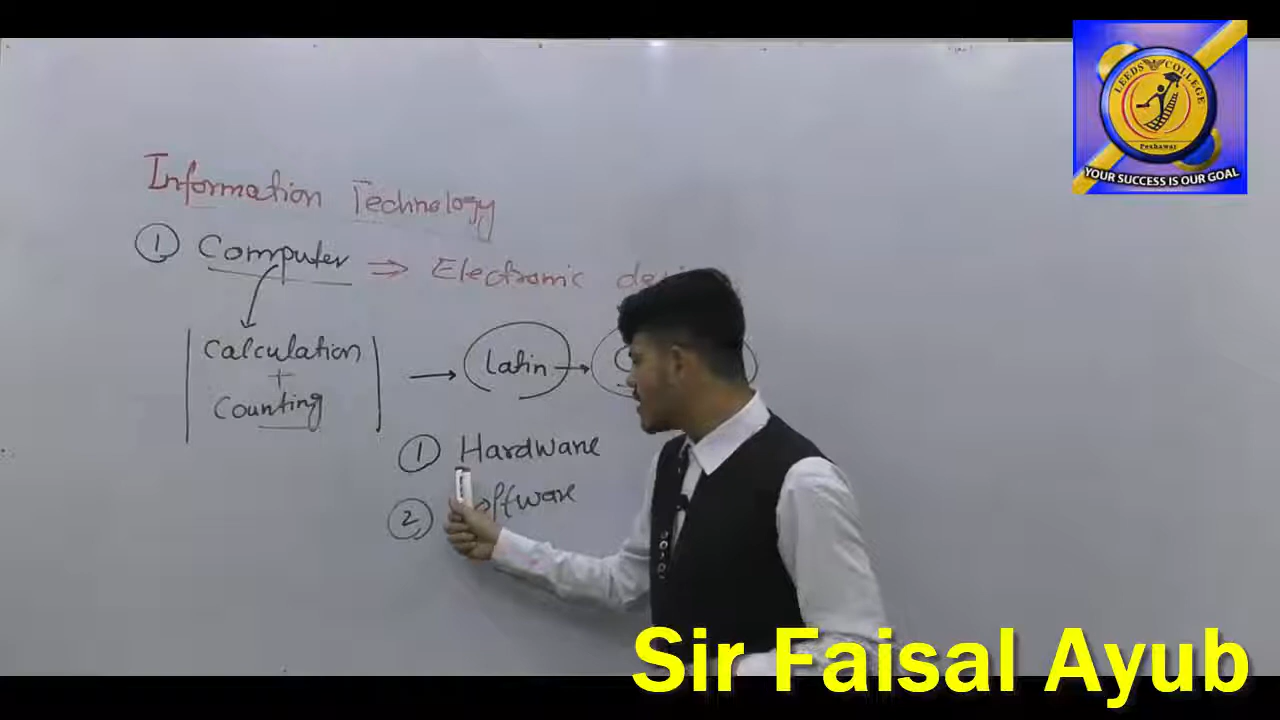 LEEDS COLLEGE
Peshawar
YOUR SUCCESS IS OUR GOAL
Information Technology
① Computer ⇒ Electronic
Calculation → Latin →
+
Counting
① Hardware
② Software
Sir Faisal Ayub